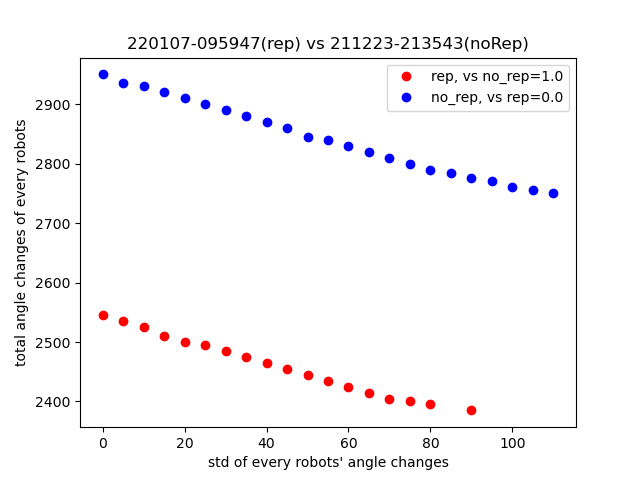 220107-095947(rep) vs 211223-213543(noRep)
rep, vs no_rep=1.0
no_rep, vs rep=0.0
total angle changes of every robots
2900
2800
2700
2600
2500
2400
0 20 40 60 80 100
std of every robots' angle changes